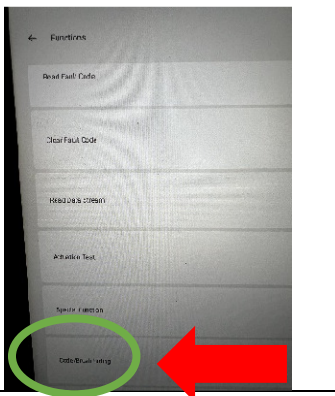 ← Functions
Read Fault Code
Clear Fault Code
Read Data Stream
Actuation Test
Special Function